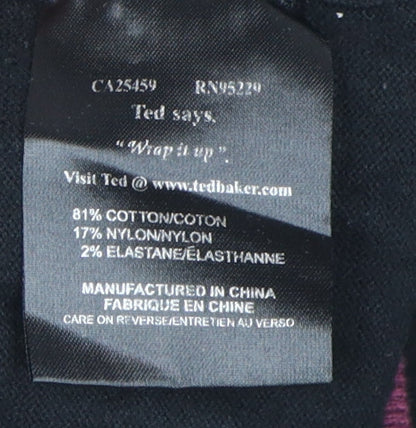 CA25459 RN95229
Ted says,
"Wrap it up".
Visit Ted @ www.tedbaker.com
81% COTTON/COTON
17% NYLON/NYLON
2% ELASTANE/ÉLASTHANNE
MANUFACTURED IN CHINA
FABRIQUE EN CHINE
CARE ON REVERSE/ENTRETIEN AU VERSO